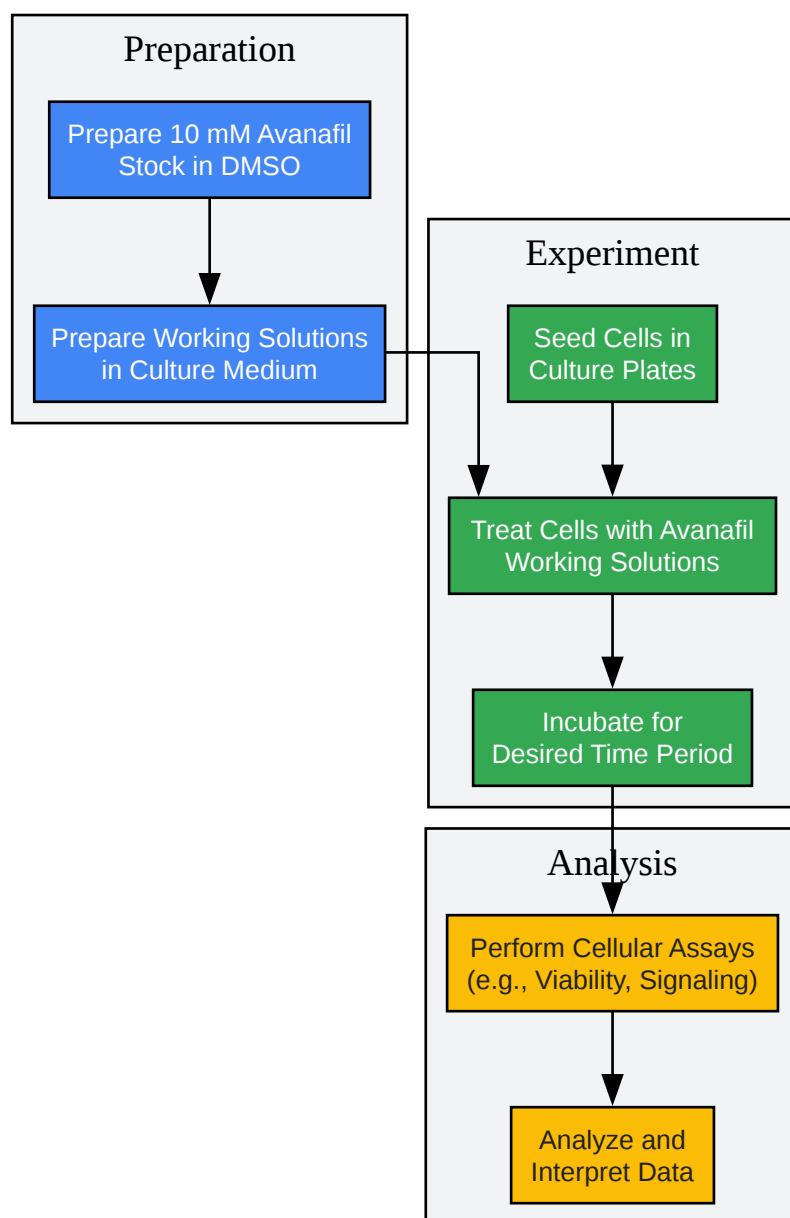 Preparation
Prepare 10 mM Avanafil
Stock in DMSO
Prepare Working Solutions
in Culture Medium
Experiment
Seed Cells in
Culture Plates
Treat Cells with Avanafil
Working Solutions
Incubate for
Desired Time Period
Analysis
Perform Cellular Assays
(e.g., Viability, Signaling)
Analyze and
Interpret Data